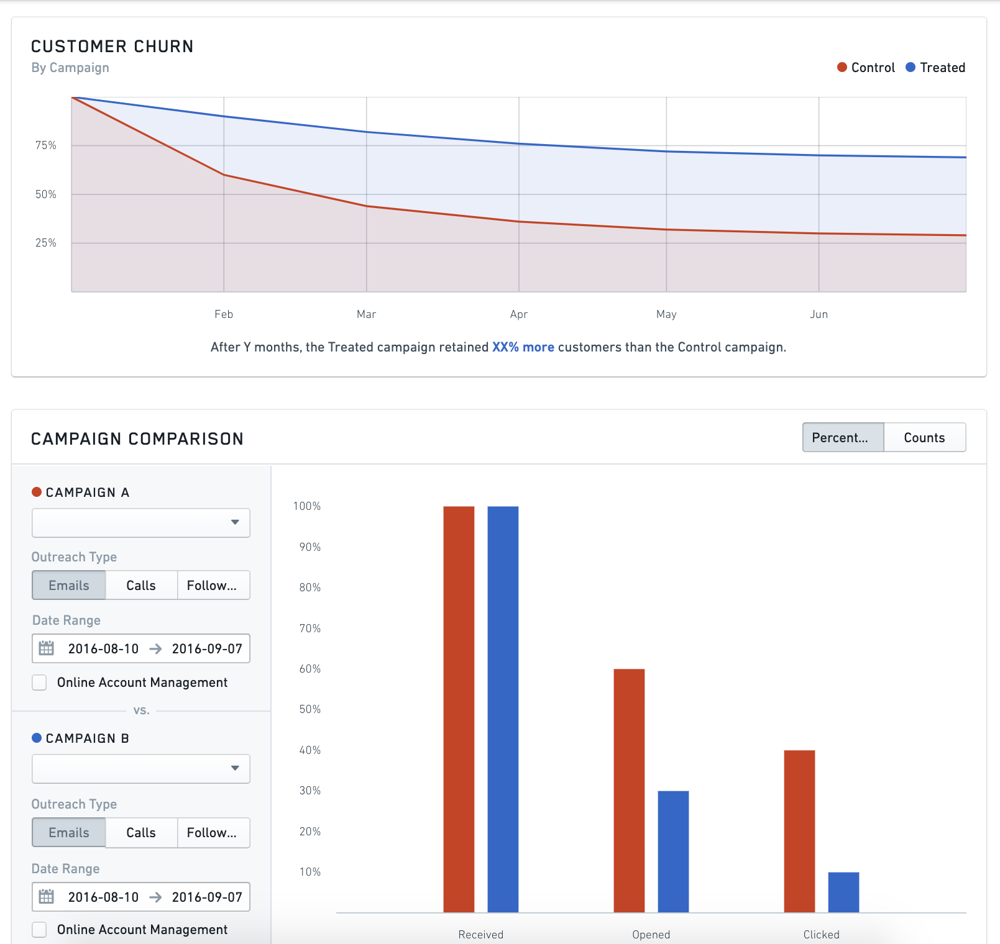 CUSTOMER CHURN
By Campaign
Control Treated
75%
50%
25%
Feb Mar Apr May Jun
After Y months, the Treated campaign retained XX% more customers than the Control campaign.
CAMPAIGN COMPARISON
Percent... Counts
CAMPAIGN A
Outreach Type
Emails Calls Follow...
Date Range
2016-08-10 → 2016-09-07
Online Account Management
vs.
CAMPAIGN B
Outreach Type
Emails Calls Follow...
Date Range
2016-08-10 → 2016-09-07
Online Account Management
100%
90%
80%
70%
60%
50%
40%
30%
20%
10%
Received Opened Clicked